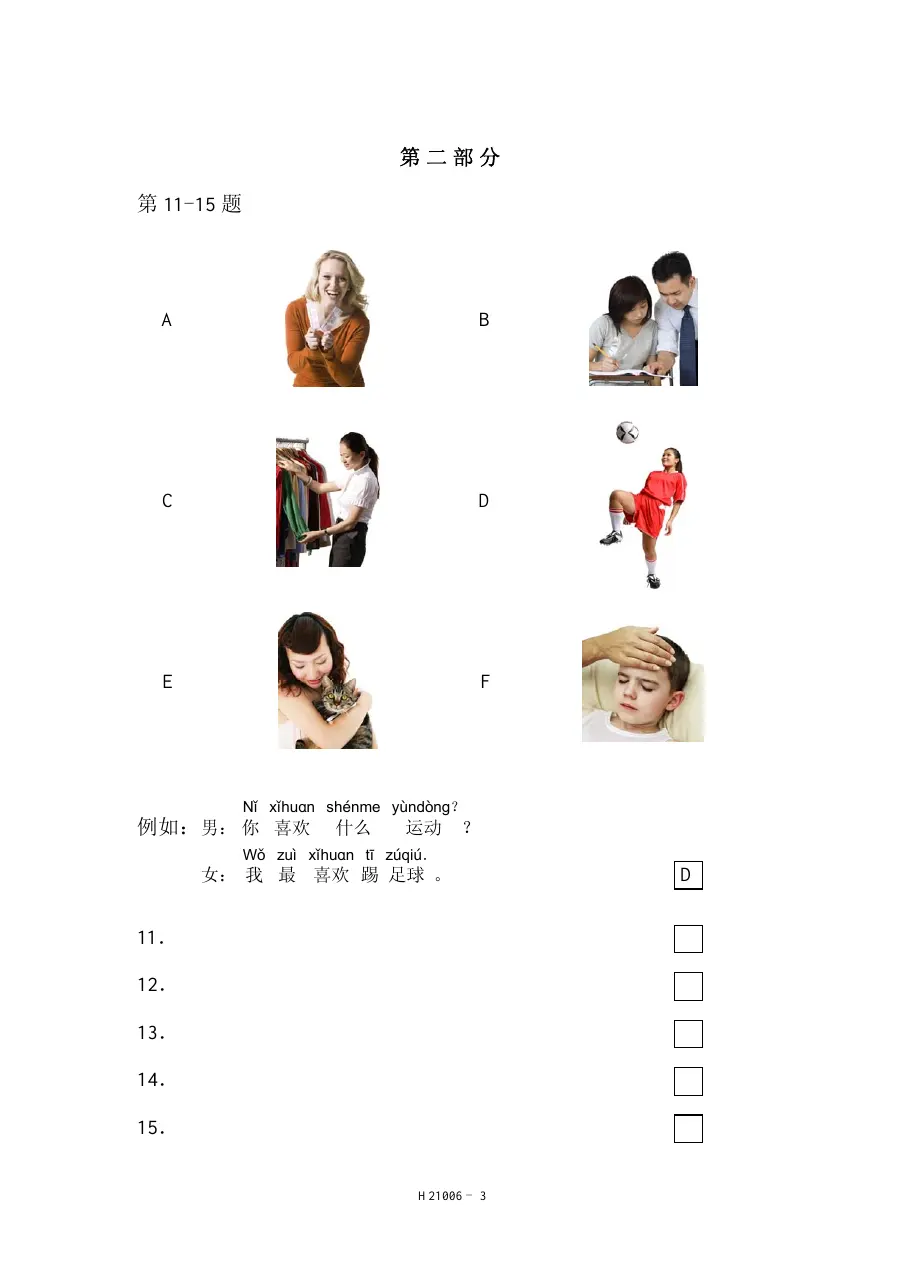 第二部分
第 11-15 题
A
B
C
D
E
F
Nǐ xǐhuan shénme yùndòng?
例如：男：你 喜欢 什么 运动 ？
Wǒ zuì xǐhuan tī zúqiú.
女：我 最 喜欢 踢 足球 。
D
11.
12.
13.
14.
15.
H21006 - 3